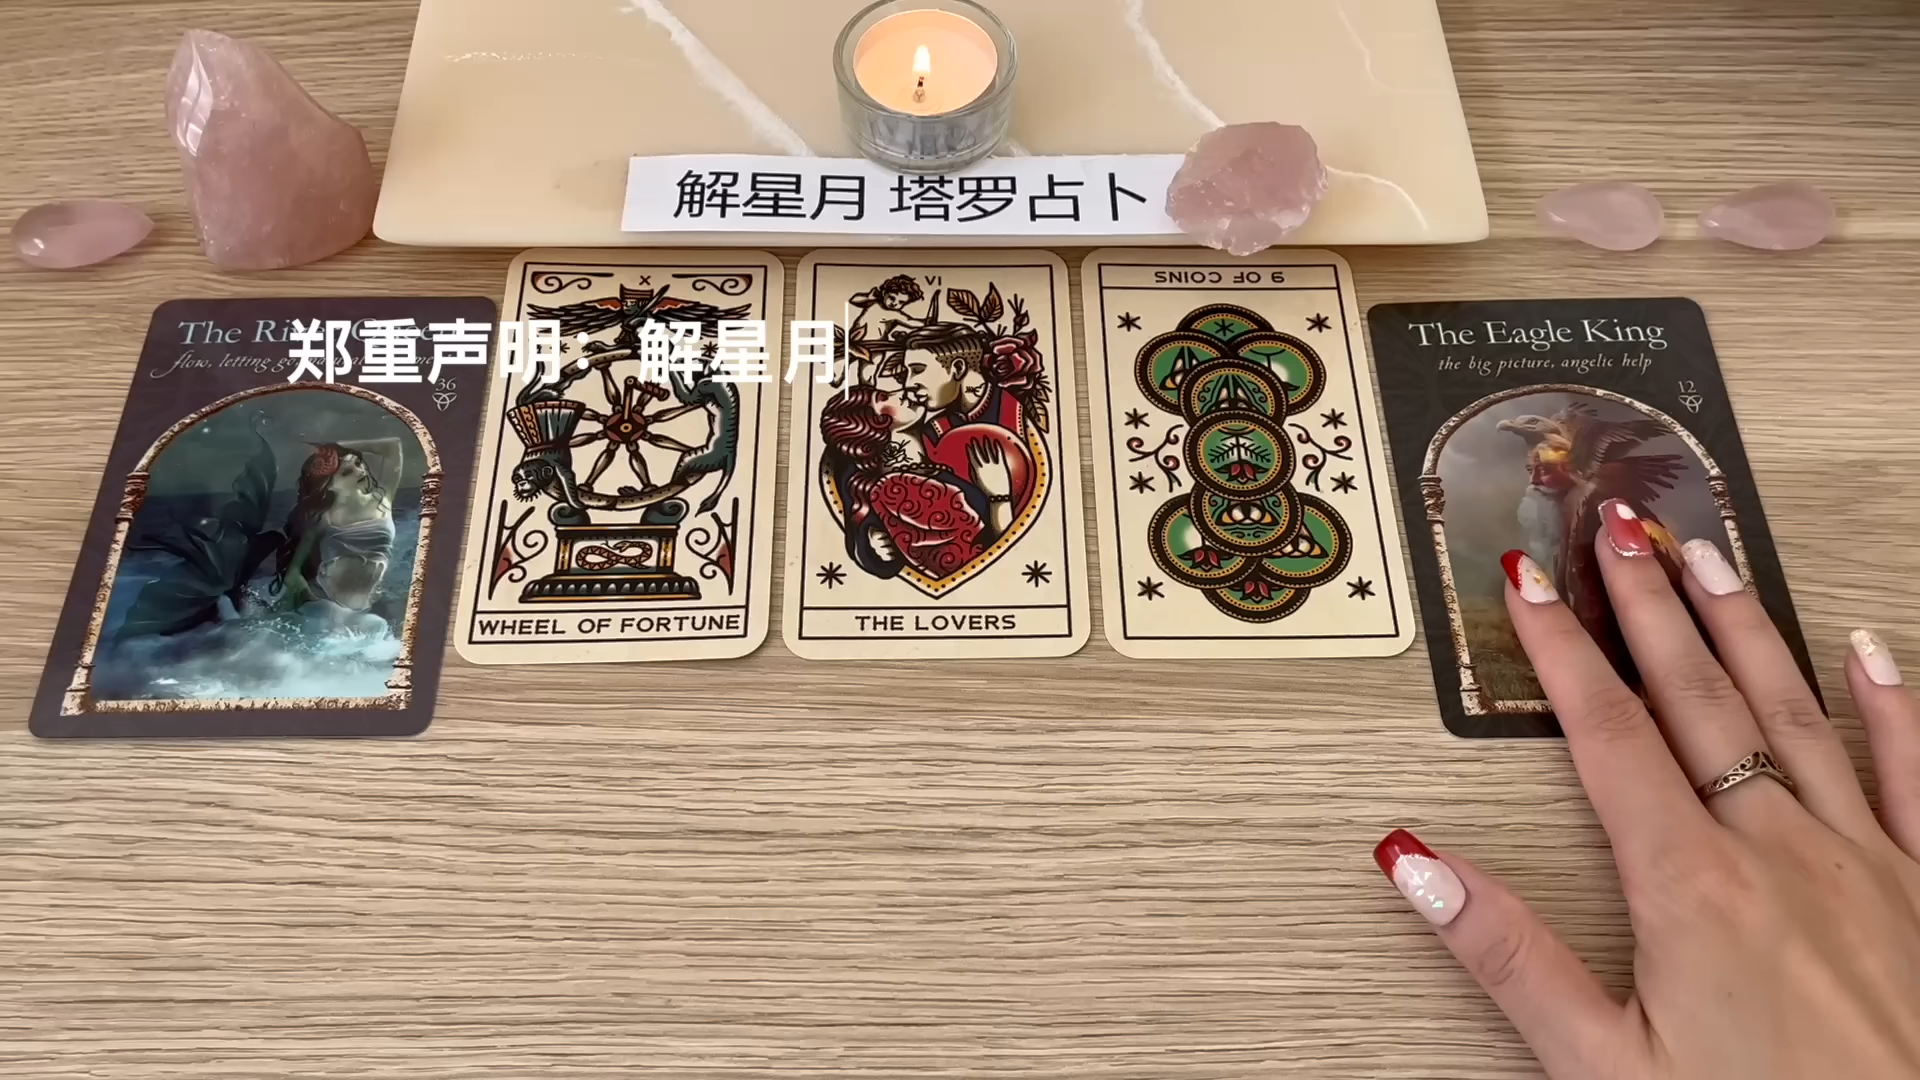 解星月 塔罗占卜
郑重声明：解星月
The Ri
flow, letting go
36
X
WHEEL OF FORTUNE
VI
THE LOVERS
9 OF COINS
The Eagle King
the big picture, angelic help
12